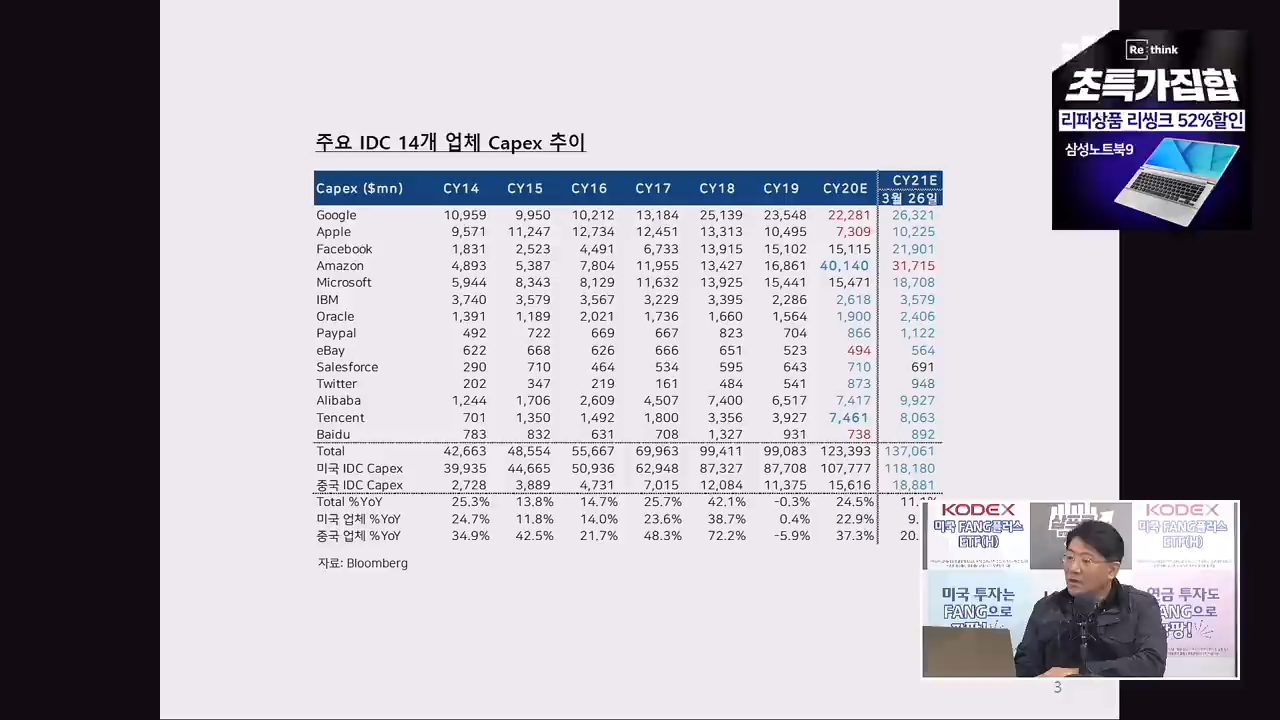 주요 IDC 14개 업체 Capex 추이
Capex ($mn) CY14 CY15 CY16 CY17 CY18 CY19 CY20E CY21E
3월 26일
Google 10,959 9,950 10,212 13,184 25,139 23,548 22,281 26,321
Apple 9,571 11,247 12,734 12,451 13,313 10,495 7,309 10,225
Facebook 1,831 2,523 4,491 6,733 13,915 15,102 15,115 21,901
Amazon 4,893 5,387 7,804 11,955 13,427 16,861 40,140 31,715
Microsoft 5,944 8,343 8,129 11,632 13,925 15,441 15,471 18,708
IBM 3,740 3,579 3,567 3,229 3,395 2,286 2,618 3,579
Oracle 1,391 1,189 2,021 1,736 1,660 1,564 1,900 2,406
Paypal 492 722 669 667 823 704 866 1,122
eBay 622 668 626 666 651 523 494 564
Salesforce 290 710 464 534 595 643 710 691
Twitter 202 347 219 161 484 541 873 948
Alibaba 1,244 1,706 2,609 4,507 7,400 6,517 7,417 9,927
Tencent 701 1,350 1,492 1,800 3,356 3,927 7,461 8,063
Baidu 783 832 631 708 1,327 931 738 892
Total 42,663 48,554 55,667 69,963 99,411 99,083 123,393 137,061
미국 IDC Capex 39,935 44,665 50,936 62,948 87,327 87,708 107,777 118,180
중국 IDC Capex 2,728 3,889 4,731 7,015 12,084 11,375 15,616 18,881
Total %YoY 25.3% 13.8% 14.7% 25.7% 42.1% -0.3% 24.5% 11.1%
미국 업체 %YoY 24.7% 11.8% 14.0% 23.6% 38.7% 0.4% 22.9% 9.
중국 업체 %YoY 34.9% 42.5% 21.7% 48.3% 72.2% -5.9% 37.3% 20.
자료: Bloomberg
3
Re:think
초특가집합
리퍼상품 리씽크 52%할인
삼성노트북9
KODEX
미국 FANG플러스
ETF(H)
KODEX
미국 FANG플러스
ETF(H)
미국 투자는
FANG으로
연금 투자도
FANG으로